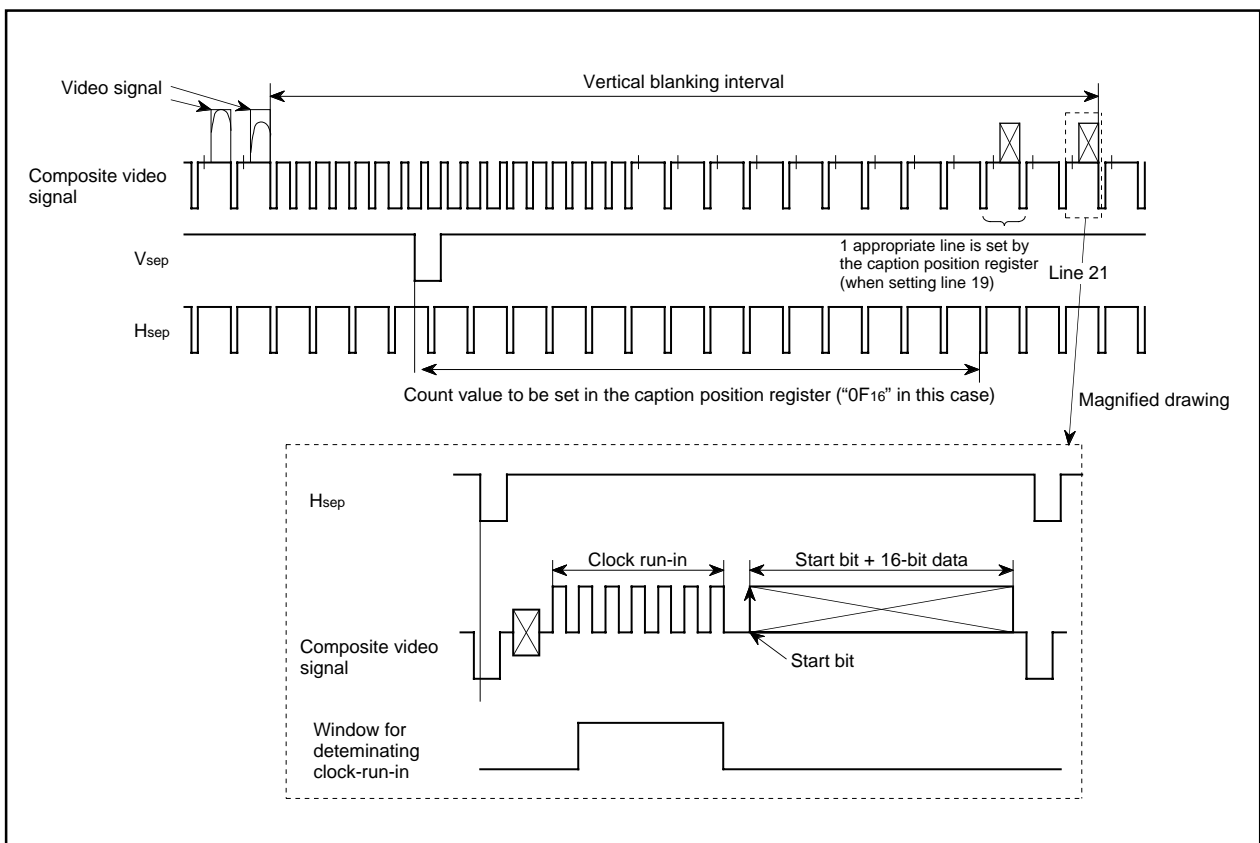 Video signal
Vertical blanking interval
Composite video
signal
Vsep
1 appropriate line is set by
the caption position register
(when setting line 19)
Line 21
Hsep
Count value to be set in the caption position register (“0F16” in this case)
Magnified drawing
Hsep
Clock run-in
Start bit + 16-bit data
Composite video
signal
Start bit
Window for
deteminating
clock-run-in